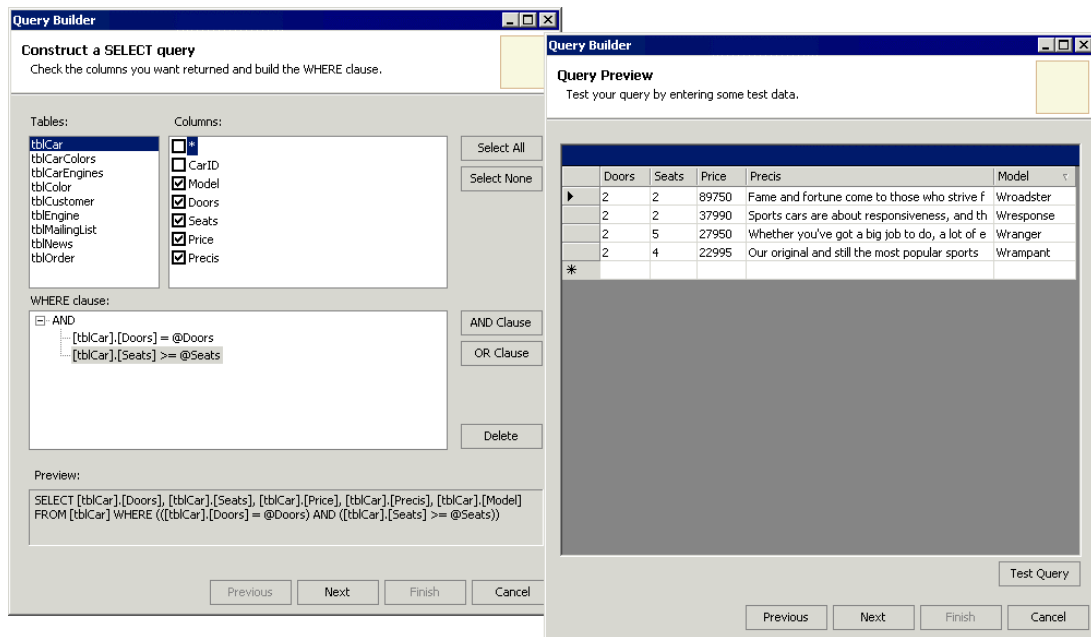 Query Builder
Construct a SELECT query
Check the columns you want returned and build the WHERE clause.
Tables:
tblCar
tblCarColors
tblCarEngines
tblColor
tblCustomer
tblEngine
tblMailingList
tblNews
tblOrder
Columns:
*
CarID
Model
Doors
Seats
Price
Precis
Select All
Select None
WHERE clause:
AND
[tblCar].[Doors] = @Doors
[tblCar].[Seats] >= @Seats
AND Clause
OR Clause
Delete
Preview:
SELECT [tblCar].[Doors], [tblCar].[Seats], [tblCar].[Price], [tblCar].[Precis], [tblCar].[Model]
FROM [tblCar] WHERE (([tblCar].[Doors] = @Doors) AND ([tblCar].[Seats] >= @Seats))
Previous Next Finish Cancel
Query Builder
Query Preview
Test your query by entering some test data.
Doors Seats Price Precis Model
2 2 89750 Fame and fortune come to those who strive f Wroadster
2 2 37990 Sports cars are about responsiveness, and th Wresponse
2 5 27950 Whether you've got a big job to do, a lot of e Wranger
2 4 22995 Our original and still the most popular sports Wrampant
Test Query
Previous Next Finish Cancel